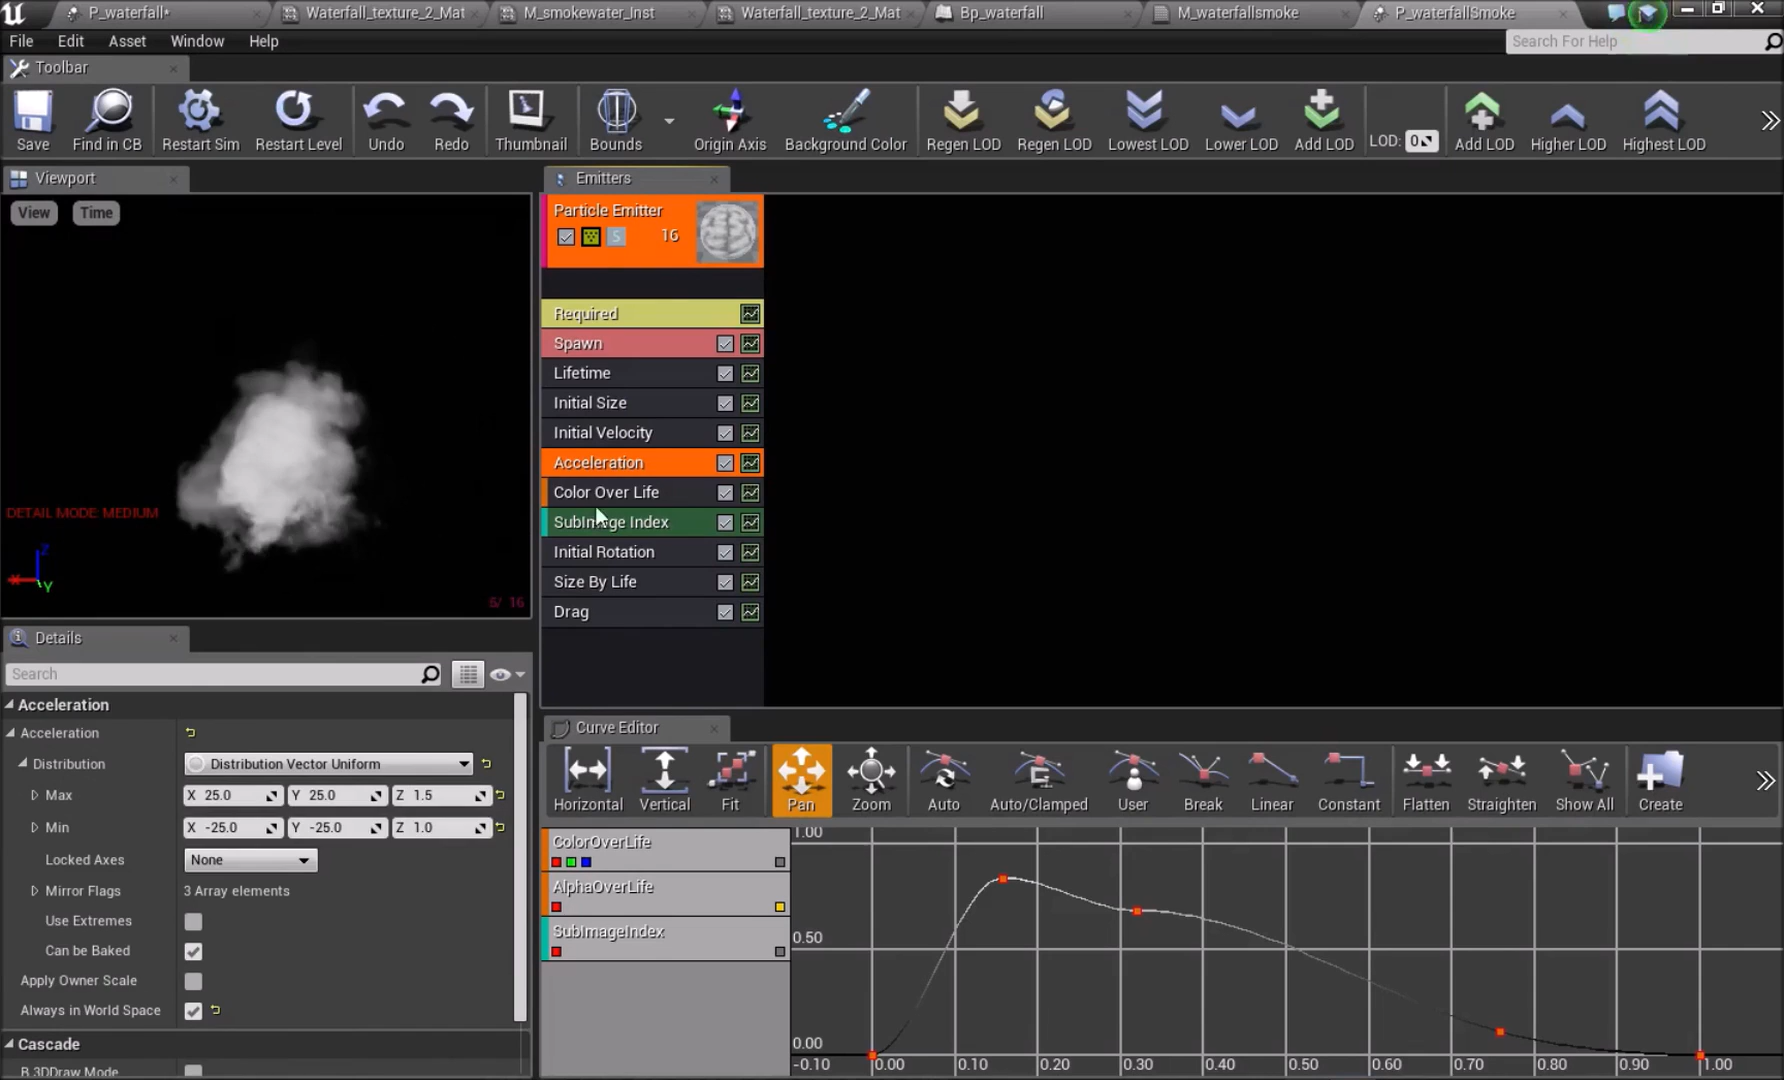 P_waterfall*
Waterfall_texture_2_Mat
M_smokewater_Inst
Waterfall_texture_2_Mat
Bp_waterfall
M_waterfallsmoke
P_waterfallSmoke
File Edit Asset Window Help
Search For Help
Toolbar
Save
Find in CB
Restart Sim
Restart Level
Undo
Redo
Thumbnail
Bounds
Origin Axis
Background Color
Regen LOD
Regen LOD
Lowest LOD
Lower LOD
Add LOD
LOD: 0
Add LOD
Higher LOD
Highest LOD
Viewport
View
Time
DETAIL MODE: MEDIUM
Z
X
Y
6/ 16
Emitters
Particle Emitter
S
16
Required
Spawn
Lifetime
Initial Size
Initial Velocity
Acceleration
Color Over Life
SubImage Index
Initial Rotation
Size By Life
Drag
Details
Search
Acceleration
Acceleration
Distribution
Distribution Vector Uniform
Max X 25.0 Y 25.0 Z 1.5
Min X -25.0 Y -25.0 Z 1.0
Locked Axes None
Mirror Flags 3 Array elements
Use Extremes
Can be Baked
Apply Owner Scale
Always in World Space
Cascade
B 3DDraw Mode
Curve Editor
Horizontal
Vertical
Fit
Pan
Zoom
Auto
Auto/Clamped
User
Break
Linear
Constant
Flatten
Straighten
Show All
Create
ColorOverLife
AlphaOverLife
SubImageIndex
1.00
0.50
0.00
-0.10 0.00 0.10 0.20 0.30 0.40 0.50 0.60 0.70 0.80 0.90 1.00